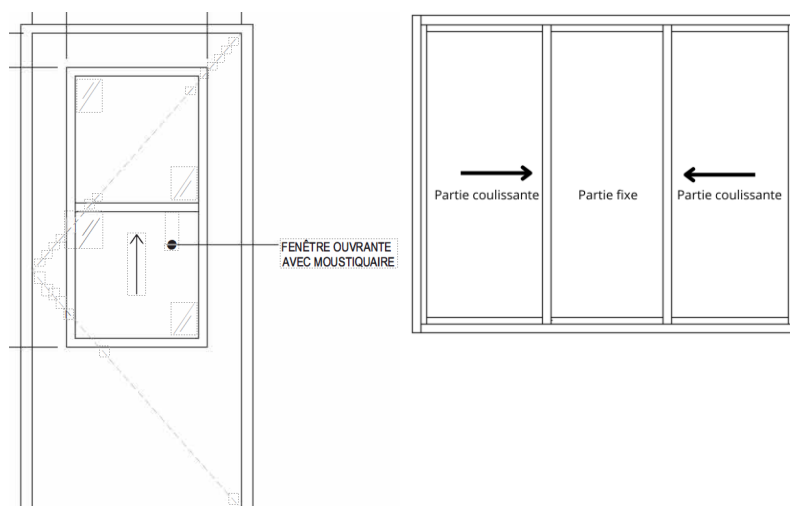 FENÊTRE OUVRANTE
AVEC MOUSTIQUAIRE
Partie coulissante
Partie fixe
Partie coulissante